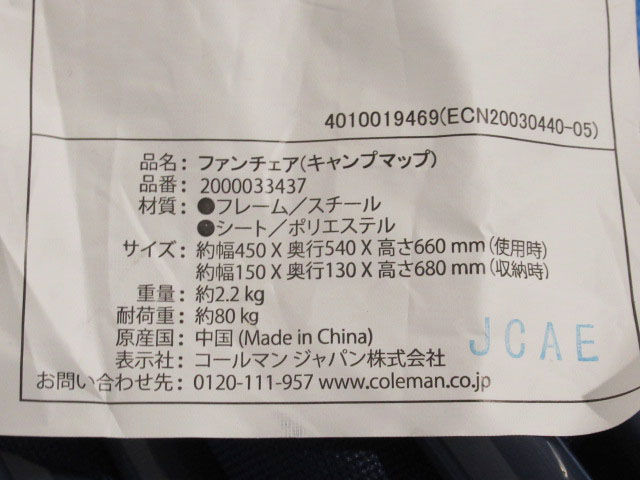 4010019469(ECN20030440-05)
品名：ファンチェア(キャンプマップ)
品番：2000033437
材質：●フレーム／スチール
●シート／ポリエステル
サイズ：約幅450 X 奥行540 X 高さ660 mm（使用時）
約幅150 X 奥行130 X 高さ680 mm（収納時）
重量：約2.2 kg
耐荷重：約80 kg
原産国：中国 (Made in China)
表示社：コールマン ジャパン株式会社
お問い合わせ先：0120-111-957 www.coleman.co.jp
JCAE